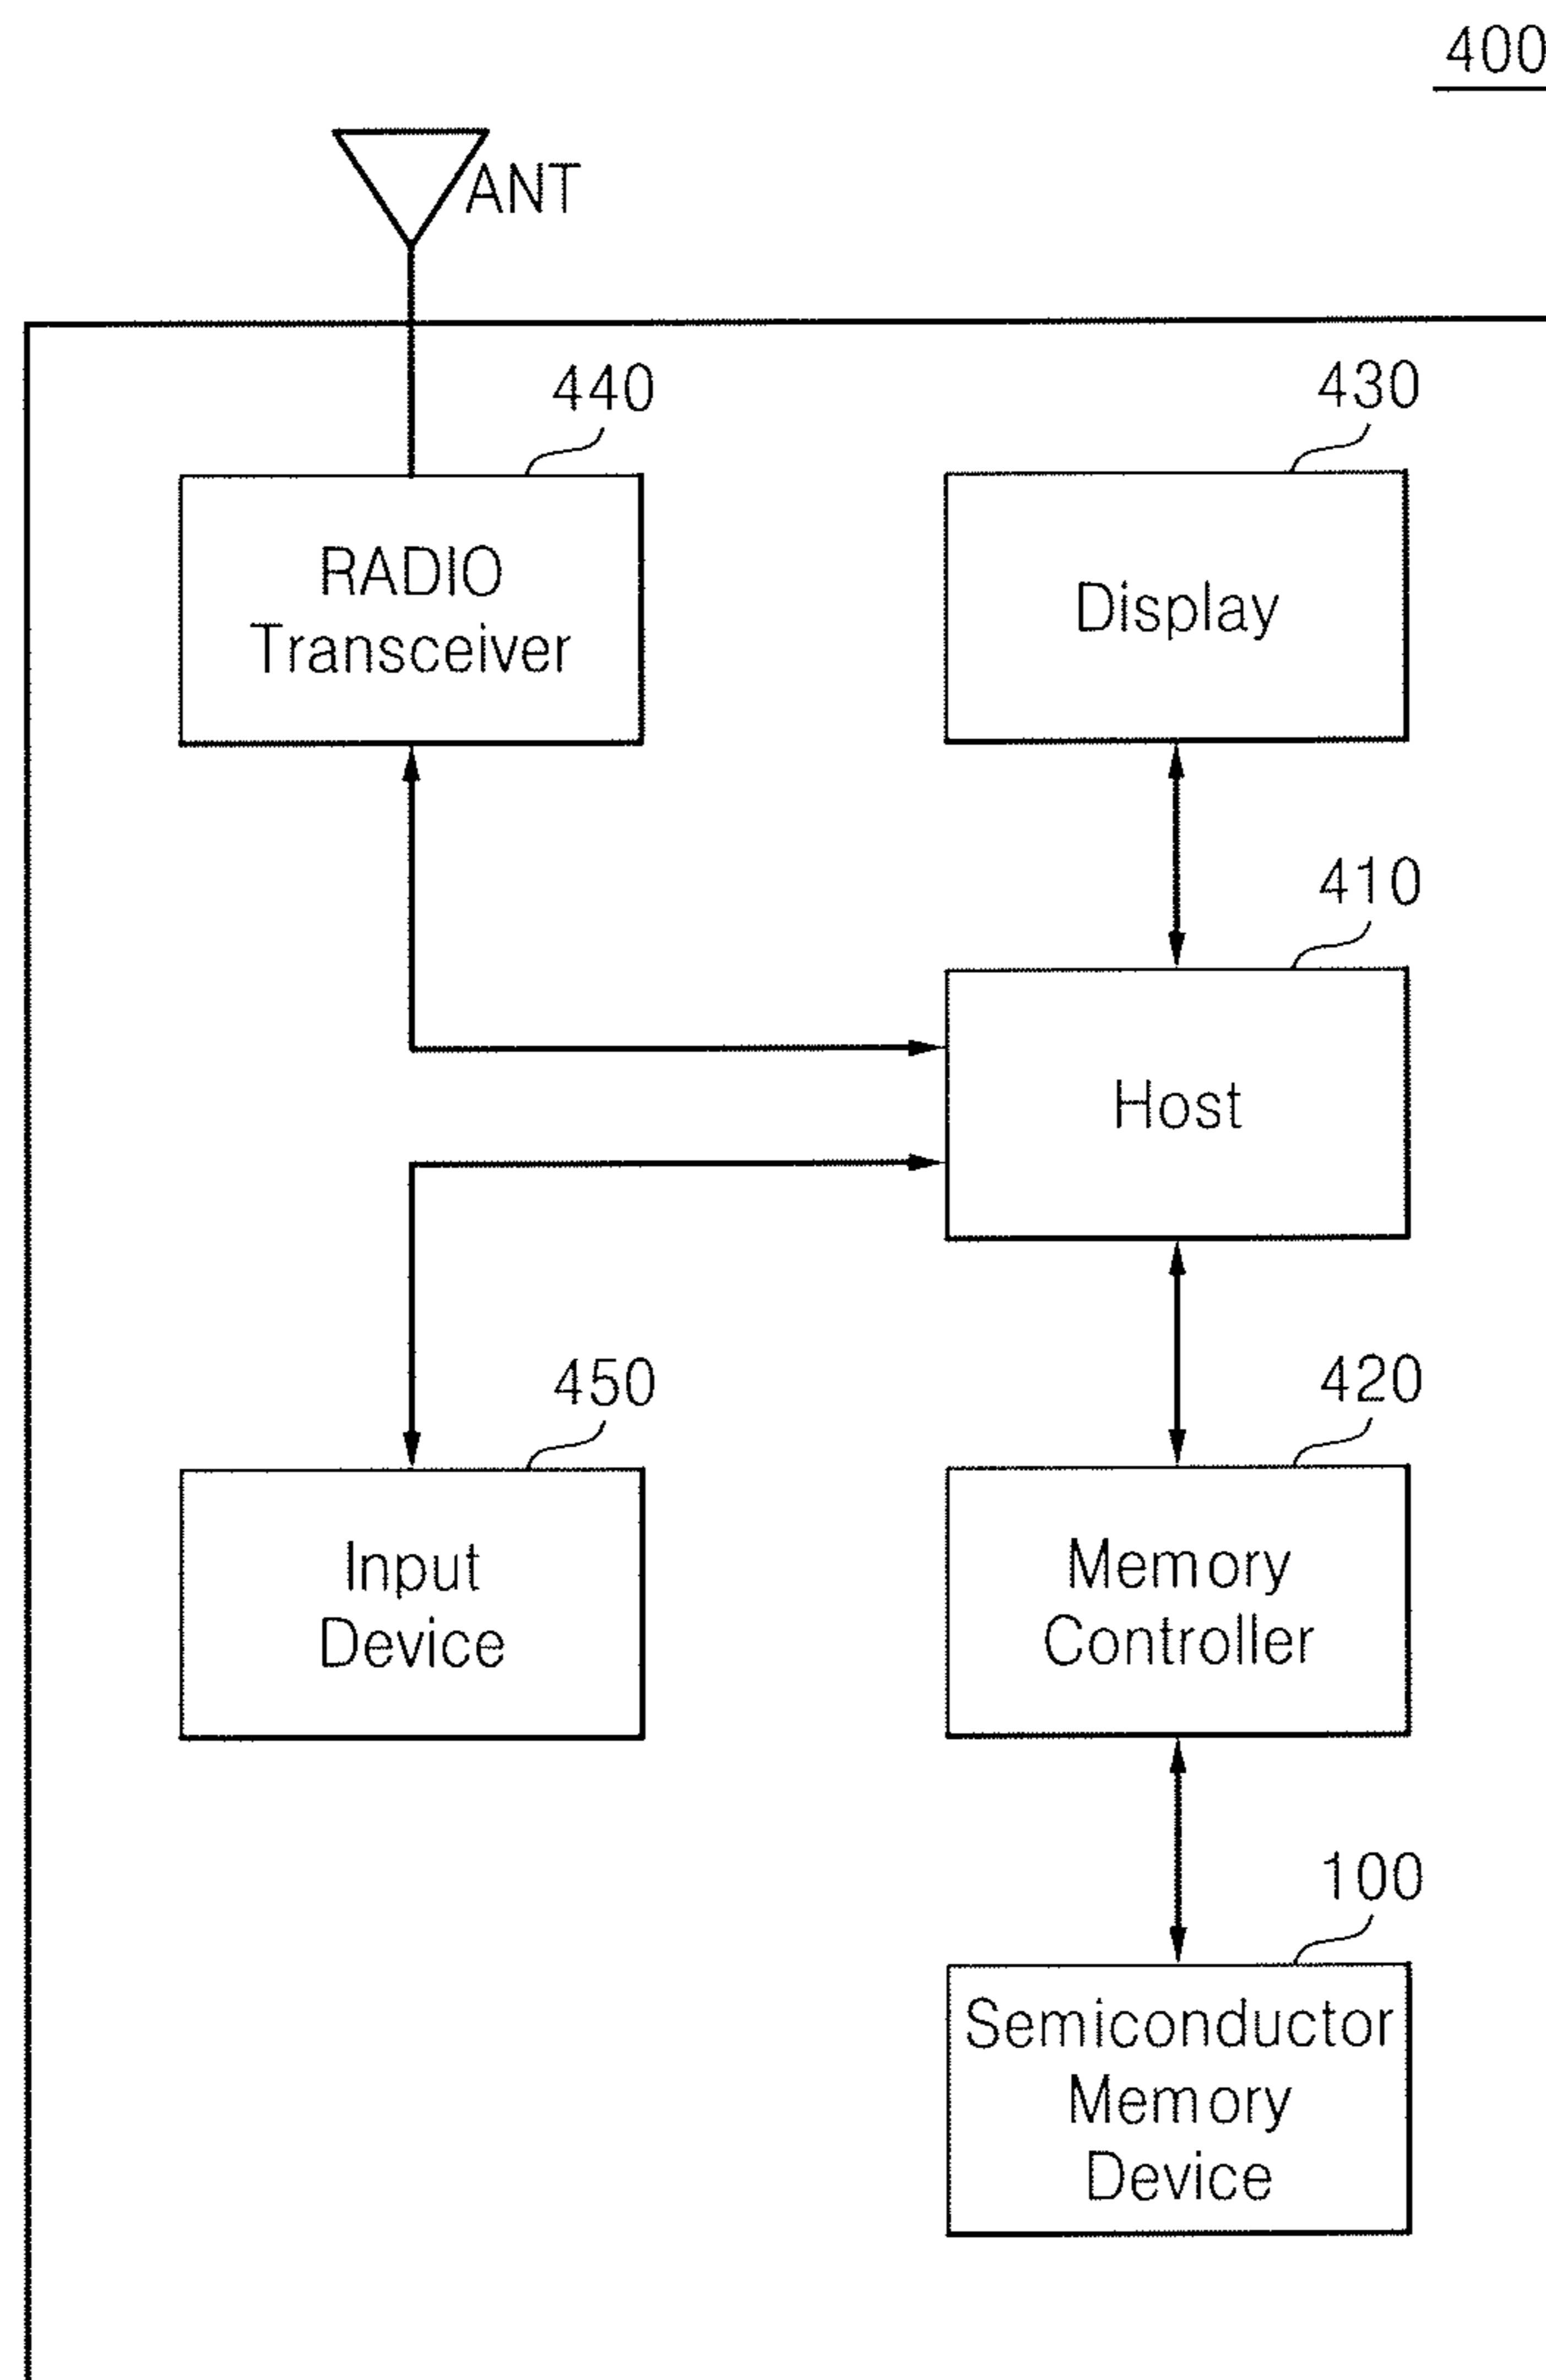 400
ANT
440
430
RADIO
Transceiver
Display
410
Host
450
420
Input
Device
Memory
Controller
100
Semiconductor
Memory
Device